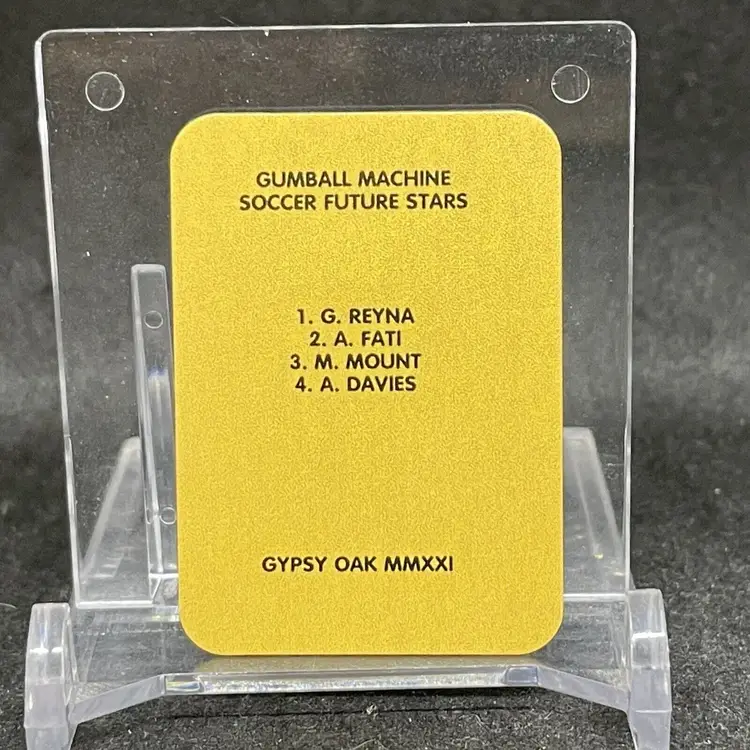 GUMBALL MACHINE
SOCCER FUTURE STARS
1. G. REYNA
2. A. FATI
3. M. MOUNT
4. A. DAVIES
GYPSY OAK MMXXI